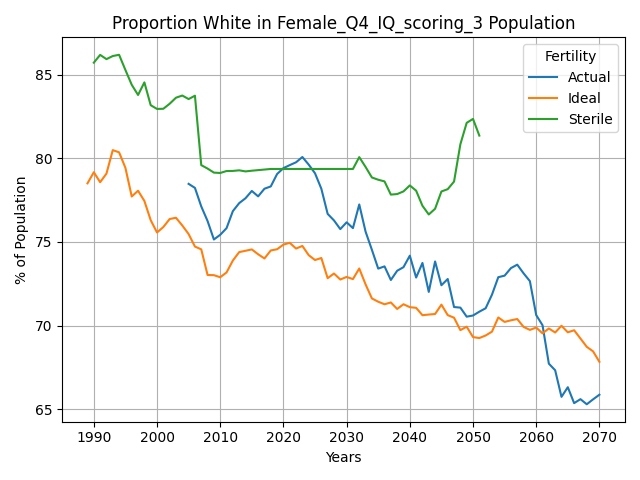 Proportion White in Female_Q4_IQ_scoring_3 Population
Fertility
Actual
Ideal
Sterile
% of Population
85
80
75
70
65
1990 2000 2010 2020 2030 2040 2050 2060 2070
Years